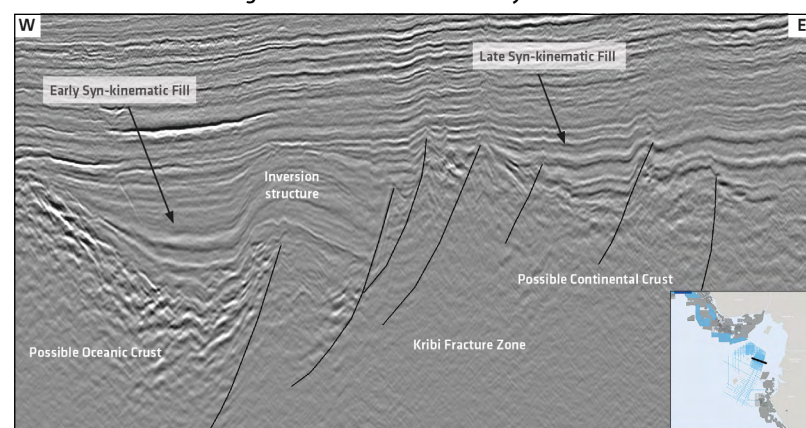 W
E
Late Syn-kinematic Fill
Early Syn-kinematic Fill
Inversion
structure
Possible Continental Crust
Kribi Fracture Zone
Possible Oceanic Crust